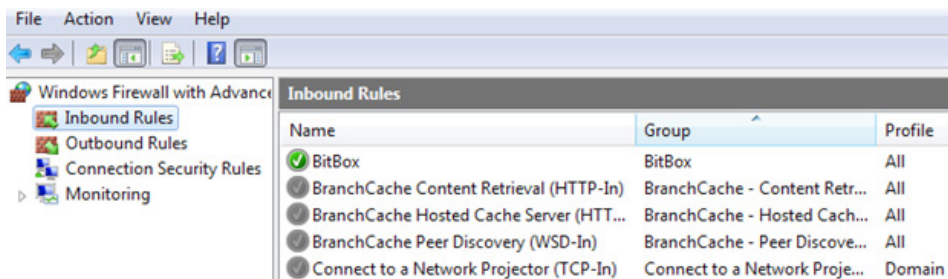 File Action View Help
Windows Firewall with Advance
Inbound Rules
Outbound Rules
Connection Security Rules
Monitoring
Inbound Rules
Name Group Profile
BitBox BitBox All
BranchCache Content Retrieval (HTTP-In) BranchCache - Content Retr... All
BranchCache Hosted Cache Server (HTT... BranchCache - Hosted Cach... All
BranchCache Peer Discovery (WSD-In) BranchCache - Peer Discove... All
Connect to a Network Projector (TCP-In) Connect to a Network Proje... Domain